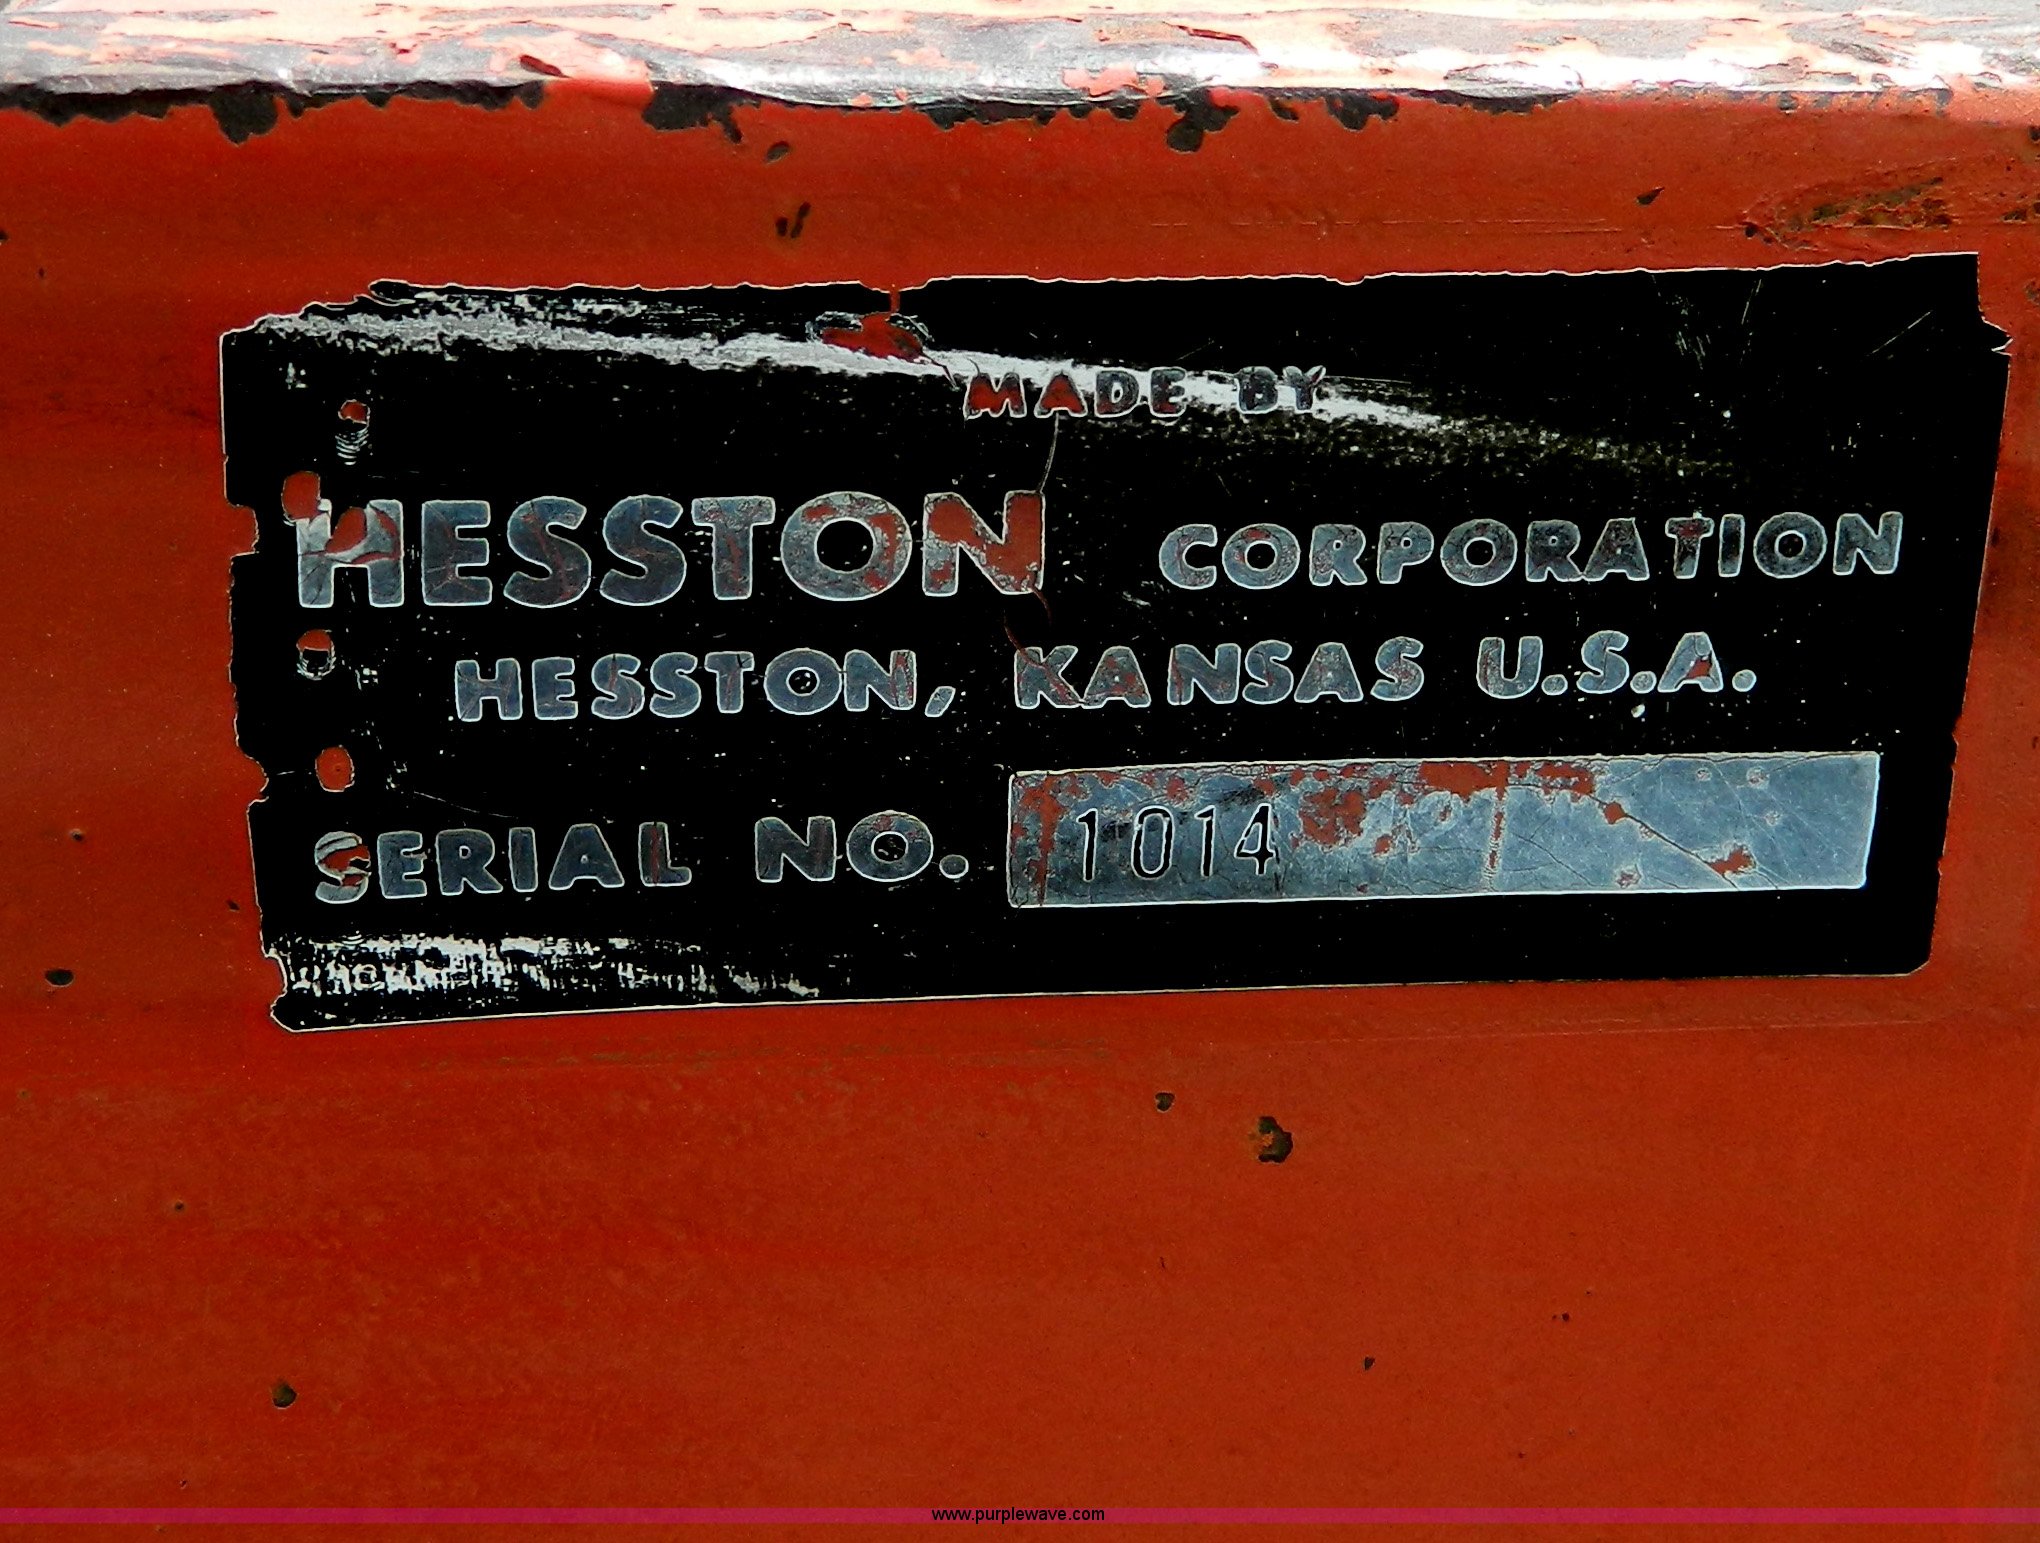 MADE BY
HESSTON CORPORATION
HESSTON, KANSAS U.S.A.
SERIAL NO. 1014
www.purplewave.com